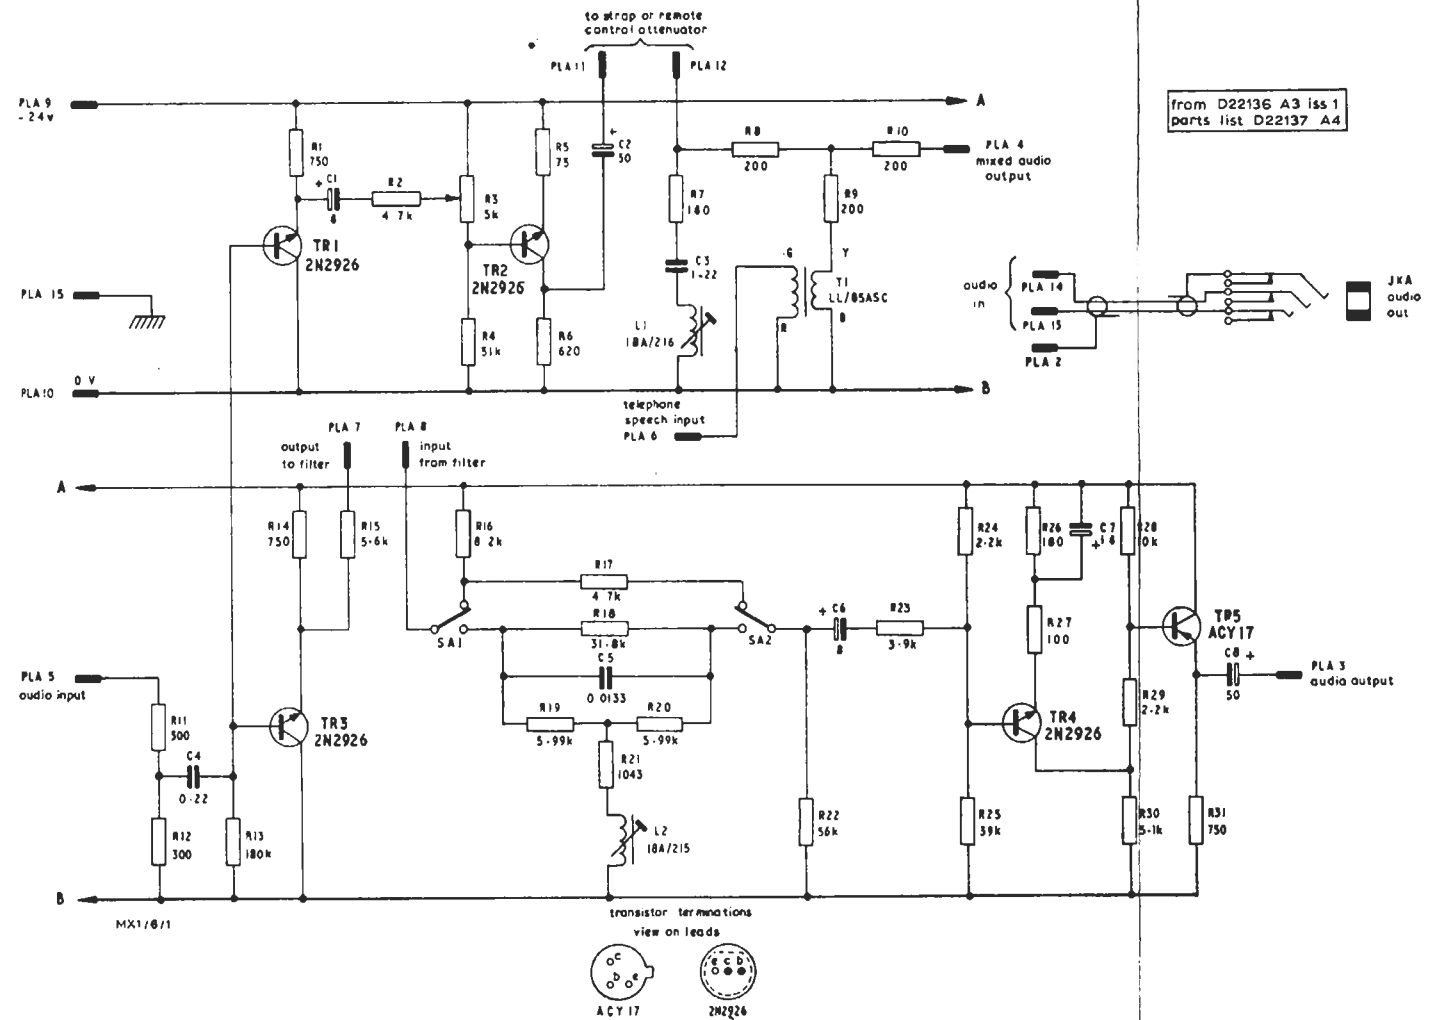 to strap or remote
control attenuator
PLA 11
PLA 12
PLA 9
- 24v
A
from D22136 A3 iss 1
parts list D22137 A4
R1
750
R5
75
+
C2
50
R8
200
R10
200
PLA 4
mixed audio
output
+
C1
8
R2
4 7k
R3
5k
R7
180
R9
200
TR1
2N2926
TR2
2N2926
C3
1·22
G
Y
T1
LL/85ASC
R
B
PLA 15
audio
in
PLA 14
PLA 13
PLA 2
JKA
audio
out
L1
18A/216
R4
51k
R6
620
0 V
PLA10
B
telephone
speech input
PLA 6
PLA 7
PLA 8
output
to filter
input
from filter
A
R14
750
R15
5·6k
R16
8 2k
R24
2·2k
R26
180
C7
+
R28
10k
R17
4 7k
R18
31·8k
SA1
SA2
+
C6
8
R23
3·9k
R27
100
TR5
ACY17
C5
0 0133
C8
+
50
PLA 3
audio output
PLA 5
audio input
R11
300
R19
5·99k
R20
5·99k
R29
2·2k
TR3
2N2926
TR4
2N2926
C4
0·22
R21
1043
R12
300
R13
180k
L2
18A/215
R22
56k
R25
39k
R30
5·1k
R31
750
B
MX1/6/1
transistor terminations
view on leads
c
b
e
e c b
ACY17
2N2926